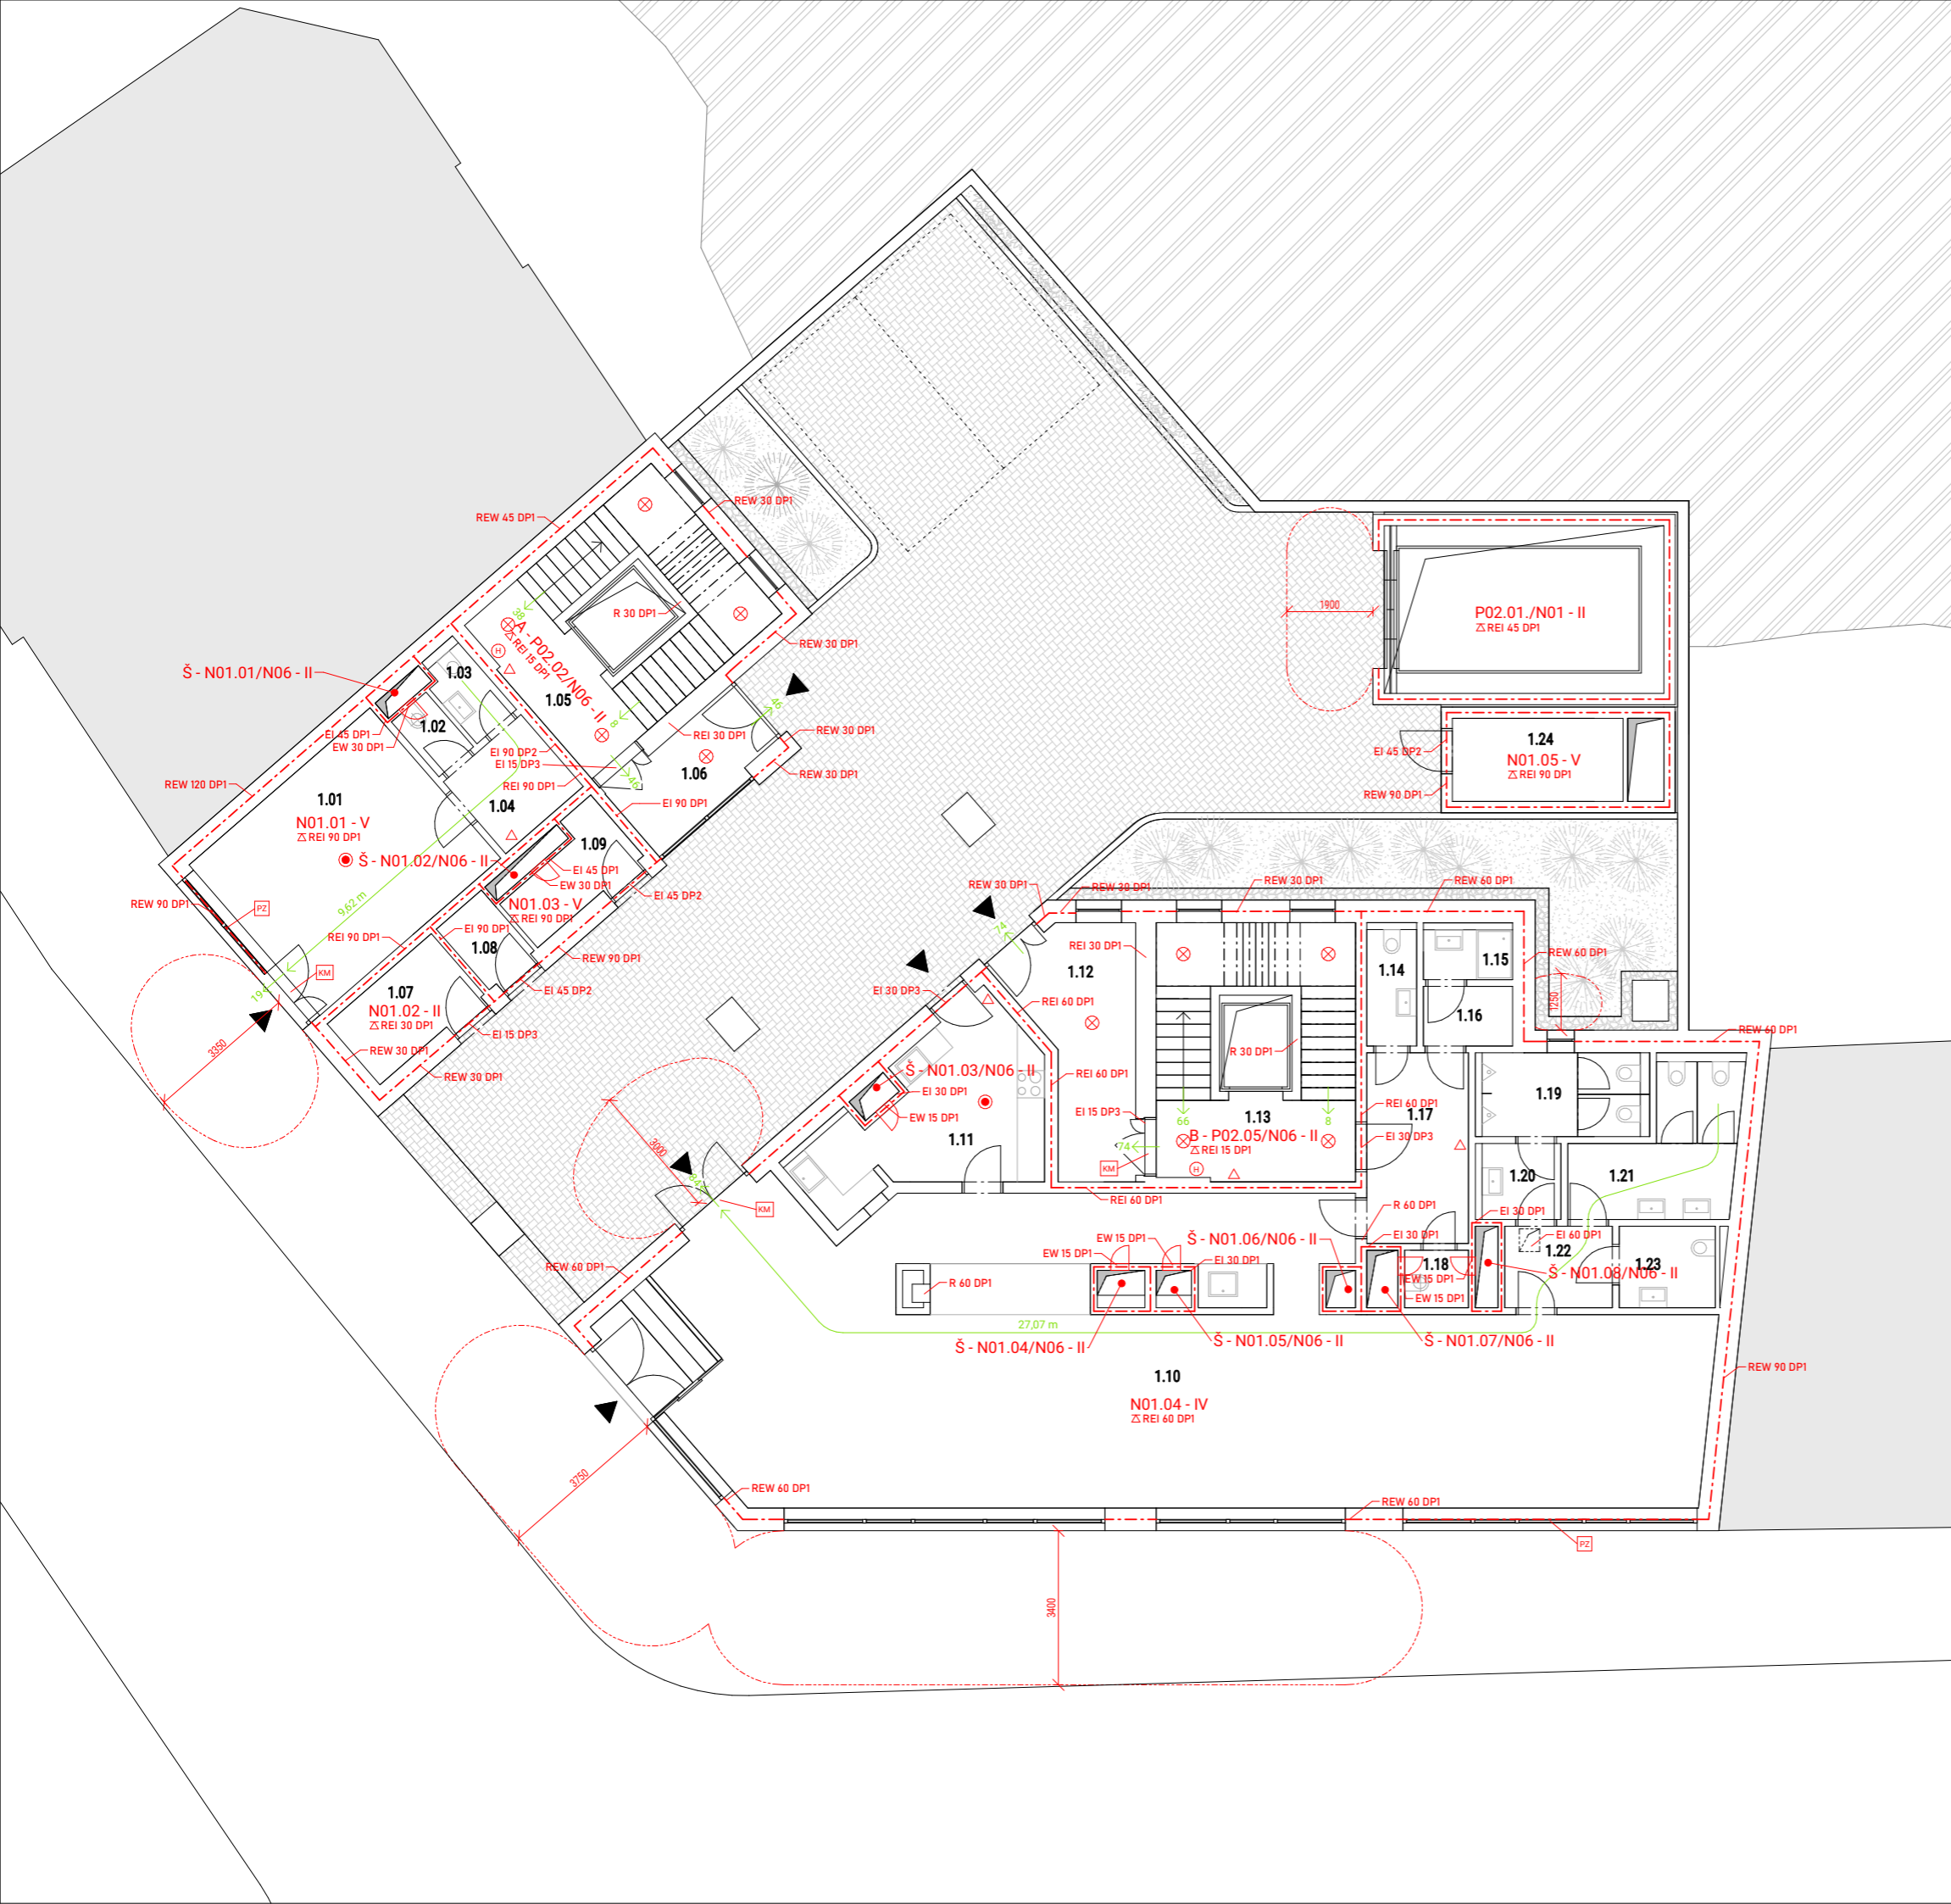 REW 30 DP1
REW 45 DP1
1900
R 30 DP1
P02.01./N01 - II
REI 45 DP1
38
A - P02.02/N06 - II
REI 15 DP1
H
REW 30 DP1
Š - N01.01/N06 - II
1.03
1.05
46
1.02
8
EI 45 DP1
EW 30 DP1
REI 30 DP1
REW 30 DP1
1.24
EI 90 DP2
EI 15 DP3
EI 45 DP2
N01.05 - V
REI 90 DP1
1.06
REW 30 DP1
46
REW 120 DP1
REI 90 DP1
REW 90 DP1
1.01
1.04
EI 90 DP1
N01.01 - V
REI 90 DP1
1.09
Š - N01.02/N06 - II
EI 45 DP1
EW 30 DP1
EI 45 DP2
REW 30 DP1
REW 30 DP1
REW 30 DP1
REW 60 DP1
REW 90 DP1
PZ
9,62 m
N01.03 - V
REI 90 DP1
74
REI 90 DP1
EI 90 DP1
1.08
REW 90 DP1
REI 30 DP1
1.12
1.14
1.15
REW 60 DP1
KM
19
1.07
N01.02 - II
REI 30 DP1
EI 45 DP2
EI 30 DP3
REI 60 DP1
1250
1.16
EI 15 DP3
REW 60 DP1
3350
REW 30 DP1
REW 30 DP1
R 30 DP1
Š - N01.03/N06 - II
EI 30 DP1
REI 60 DP1
1.19
EW 15 DP1
EI 15 DP3
66
1.13
8
REI 60 DP1
1.17
3000
1.11
74
B - P02.05/N06 - II
REI 15 DP1
EI 30 DP3
KM
H
84
1.20
1.21
KM
REI 60 DP1
R 60 DP1
EI 30 DP1
EW 15 DP1
EW 15 DP1
Š - N01.06/N06 - II
EI 30 DP1
EI 60 DP1
1.22
REW 60 DP1
R 60 DP1
EI 30 DP1
1.18
EW 15 DP1
Š - N01.08/N06 - II
1.23
EW 15 DP1
27,07 m
Š - N01.04/N06 - II
Š - N01.05/N06 - II
Š - N01.07/N06 - II
REW 90 DP1
1.10
N01.04 - IV
REI 60 DP1
3750
REW 60 DP1
REW 60 DP1
PZ
3400